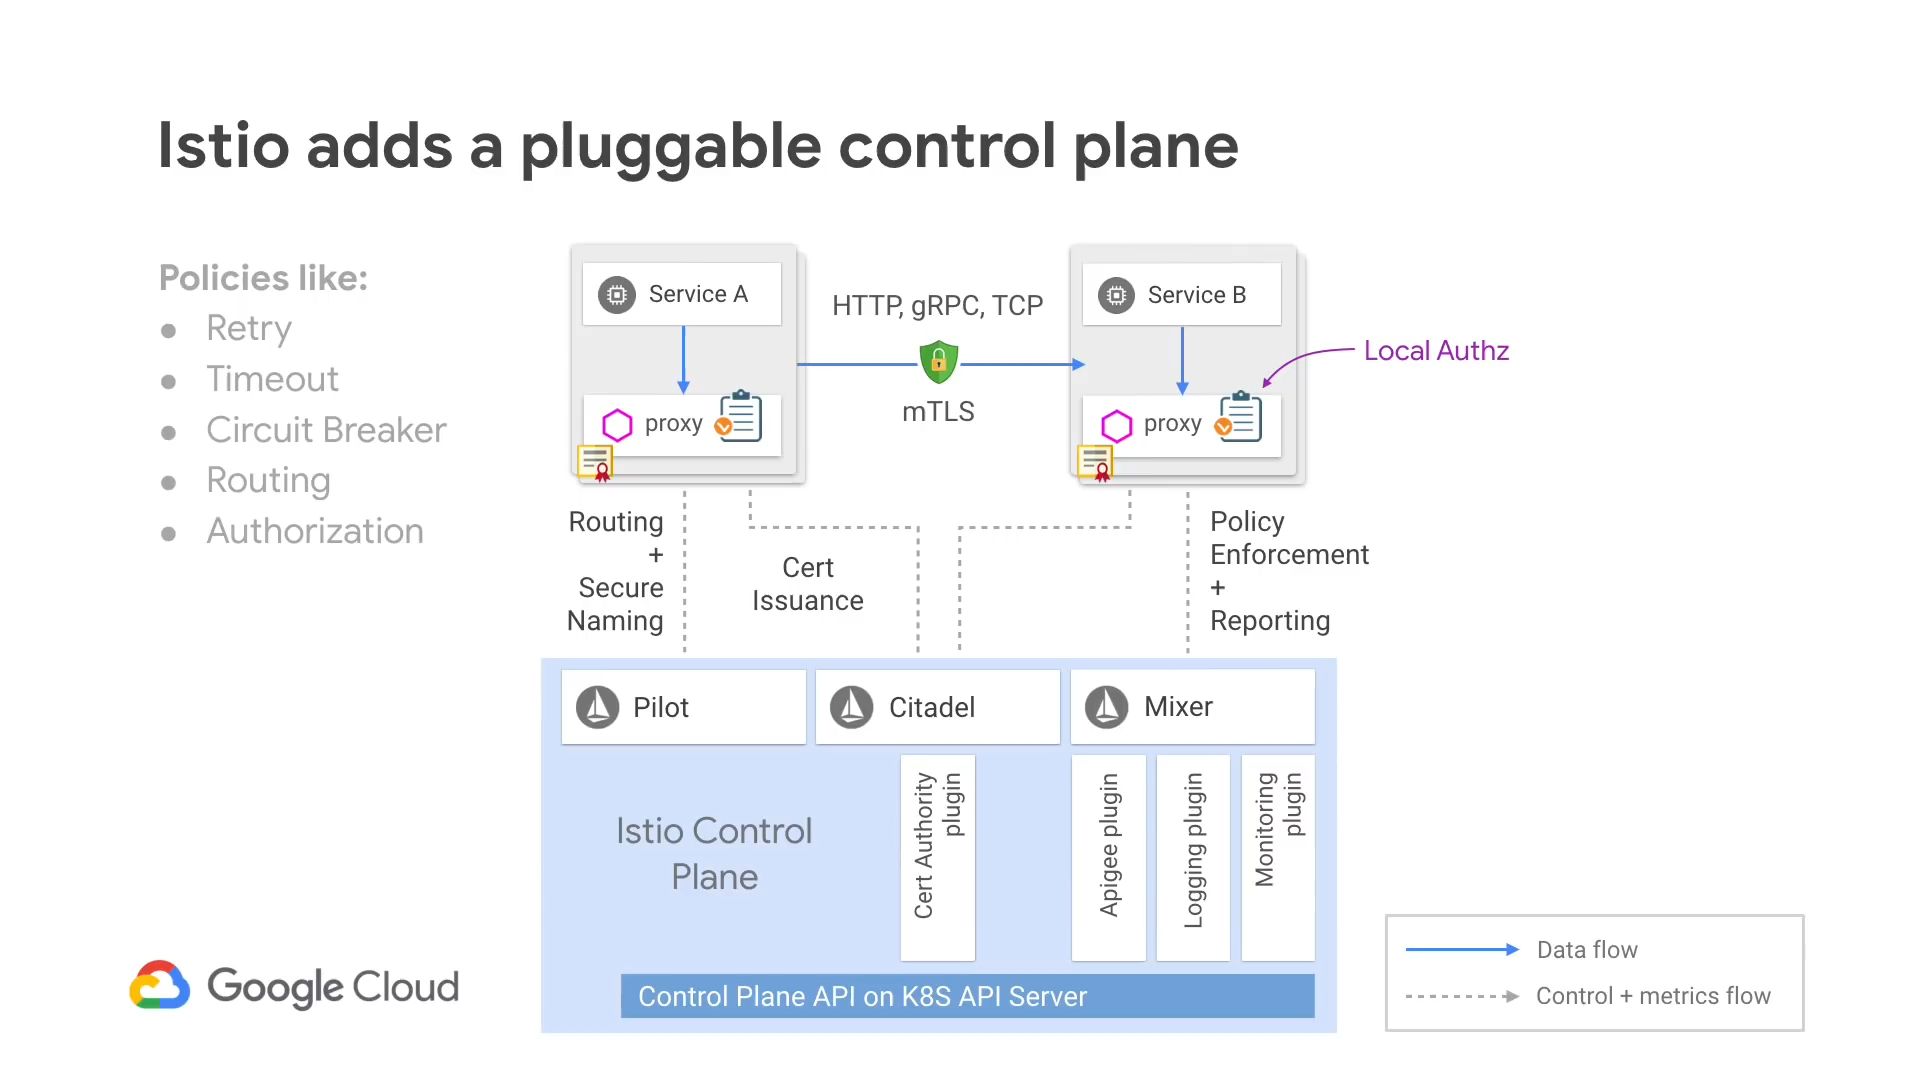 Istio adds a pluggable control plane
Policies like:
Retry
Timeout
Circuit Breaker
Routing
Authorization
Service A
proxy
HTTP, gRPC, TCP
mTLS
Service B
proxy
Local Authz
Routing
+
Secure
Naming
Cert
Issuance
Policy
Enforcement
+
Reporting
Pilot
Citadel
Mixer
Istio Control
Plane
Cert Authority
plugin
Apigee plugin
Logging plugin
Monitoring
plugin
Control Plane API on K8S API Server
Google Cloud
Data flow
Control + metrics flow